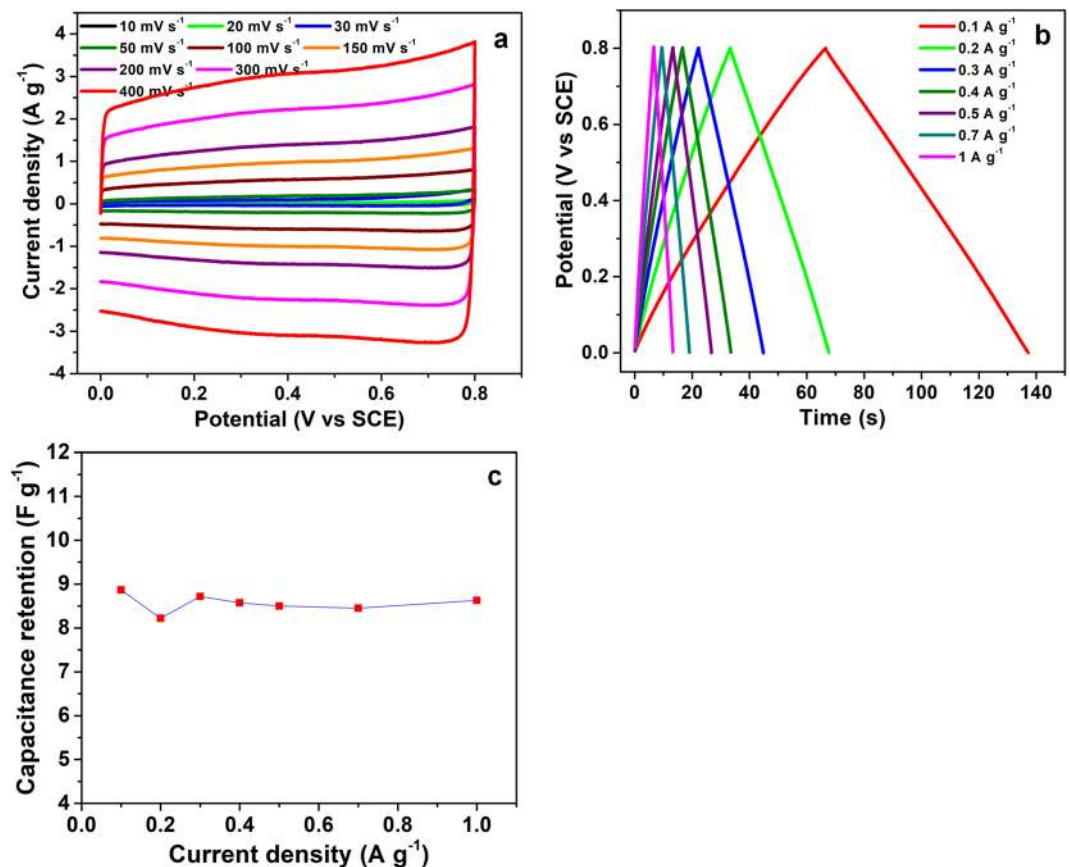 10 mV s⁻¹ 20 mV s⁻¹ 30 mV s⁻¹
50 mV s⁻¹ 100 mV s⁻¹ 150 mV s⁻¹
200 mV s⁻¹ 300 mV s⁻¹
400 mV s⁻¹
a
Current density (A g⁻¹)
4
3
2
1
0
-1
-2
-3
-4
0.0 0.2 0.4 0.6 0.8
Potential (V vs SCE)
b
0.1 A g⁻¹
0.2 A g⁻¹
0.3 A g⁻¹
0.4 A g⁻¹
0.5 A g⁻¹
0.7 A g⁻¹
1 A g⁻¹
Potential (V vs SCE)
0.8
0.6
0.4
0.2
0.0
0 20 40 60 80 100 120 140
Time (s)
c
Capacitance retention (F g⁻¹)
12
11
10
9
8
7
6
5
4
0.0 0.2 0.4 0.6 0.8 1.0
Current density (A g⁻¹)